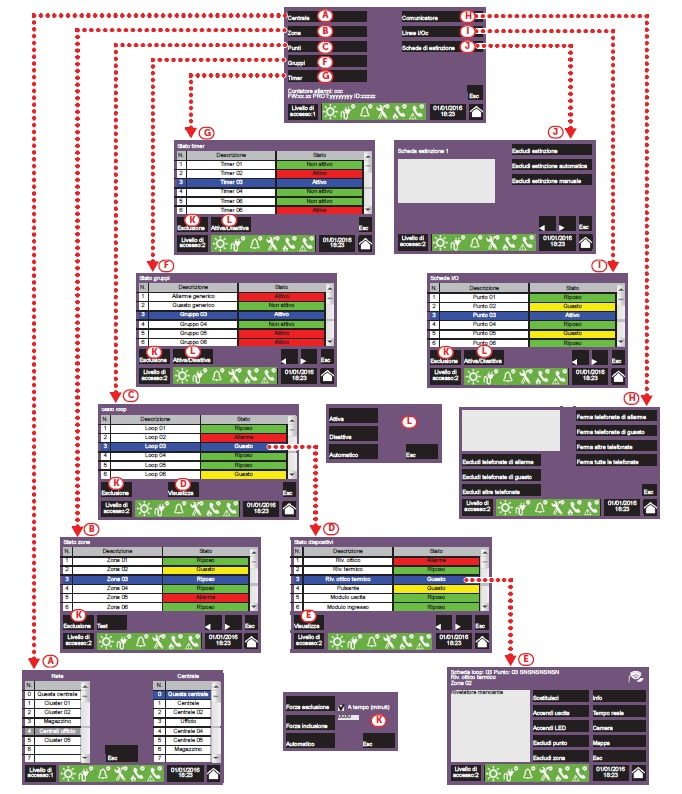 Centrale A
Zone B
Punti C
Gruppi F
Timer G
Comunicatore H
Linee I/Oc I
Schede di estinzione J
Contatore allarmi: ccc
FW:xx.xx PROT:yyyyyyyy ID:zzzzz
Esc
Livello di accesso:1
01/01/2016 18:23
G
Stato timer
N. Descrizione Stato
1 Timer 01 Non attivo
2 Timer 02 Attivo
3 Timer 03 Attivo
4 Timer 04 Non attivo
5 Timer 05 Non attivo
6 Timer 06 Attivo
K L
Esclusione Attiva/Disattiva Esc
Livello di accesso:2
01/01/2016 18:23
J
Scheda estinzione 1
Escludi estinzione
Escludi estinzione automatica
Escludi estinzione manuale
Esc
Livello di accesso:2
01/01/2016 18:23
F
Stato gruppi
N. Descrizione Stato
1 Allarme generico Attivo
2 Guasto generico Non attivo
3 Gruppo 03 Attivo
4 Gruppo 04 Non attivo
5 Gruppo 05 Attivo
6 Gruppo 06 Attivo
K L
Esclusione Attiva/Disattiva Esc
Livello di accesso:2
01/01/2016 18:23
I
Scheda I/O
N. Descrizione Stato
1 Punto 01 Riposo
2 Punto 02 Guasto
3 Punto 03 Attivo
4 Punto 04 Riposo
5 Punto 05 Guasto
6 Punto 06 Riposo
K L
Esclusione Attiva/Disattiva Esc
Livello di accesso:2
01/01/2016 18:23
C
Stato loop
N. Descrizione Stato
1 Loop 01 Riposo
2 Loop 02 Allarme
3 Loop 03 Guasto
4 Loop 04 Riposo
5 Loop 05 Riposo
6 Loop 06 Guasto
K D
Esclusione Visualizza Esc
Livello di accesso:2
01/01/2016 18:23
L
Attiva
Disattiva
Automatico Esc
H
Ferma telefonate di allarme
Ferma telefonate di guasto
Ferma altre telefonate
Ferma tutte le telefonate
Escludi telefonate di allarme
Escludi telefonate di guasto
Escludi altre telefonate
Esc
Livello di accesso:2
01/01/2016 18:23
B
Stato zone
N. Descrizione Stato
1 Zona 01 Riposo
2 Zona 02 Guasto
3 Zona 03 Riposo
4 Zona 04 Riposo
5 Zona 05 Allarme
6 Zona 06 Riposo
K
Esclusione Test Esc
Livello di accesso:2
01/01/2016 18:23
D
Stato dispositivi
N. Descrizione Stato
1 Riv. ottico Allarme
2 Riv. termico Riposo
3 Riv. ottico termico Guasto
4 Pulsante Guasto
5 Modulo uscita Riposo
6 Modulo ingresso Riposo
E
Visualizza Esc
Livello di accesso:2
01/01/2016 18:23
A
Rete Centrale
N. N.
0 Questa centrale 0 Questa centrale
1 Cluster 01 1 Centrale
2 Cluster 02 2 Centrale 02
3 Magazzino 3 Ufficio
4 Centrali ufficio 4 Centrale 04
5 Cluster 05 5 Centrale 05
6 6 Magazzino
7 7
Esc
Livello di accesso:1
01/01/2016 18:23
Forza esclusione
A tempo (minuti)
K
Forza inclusione
Automatico Esc
E
Scheda loop: 03 Punto: 03 SNSNSNSNSN
Riv. ottico termico
Zona 02
Rivelatore mancante
Sostituisci Info
Accendi uscita Tempo reale
Accendi LED Camera
Escludi punto Mappa
Escludi zona Esc
Livello di accesso:2
01/01/2016 18:23